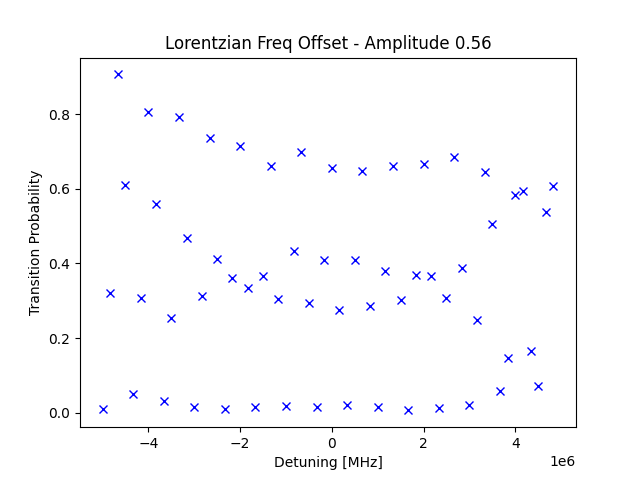 Lorentzian Freq Offset - Amplitude 0.56
Transition Probability
0.8
0.6
0.4
0.2
0.0
−4
−2
0
2
4
1e6
Detuning [MHz]